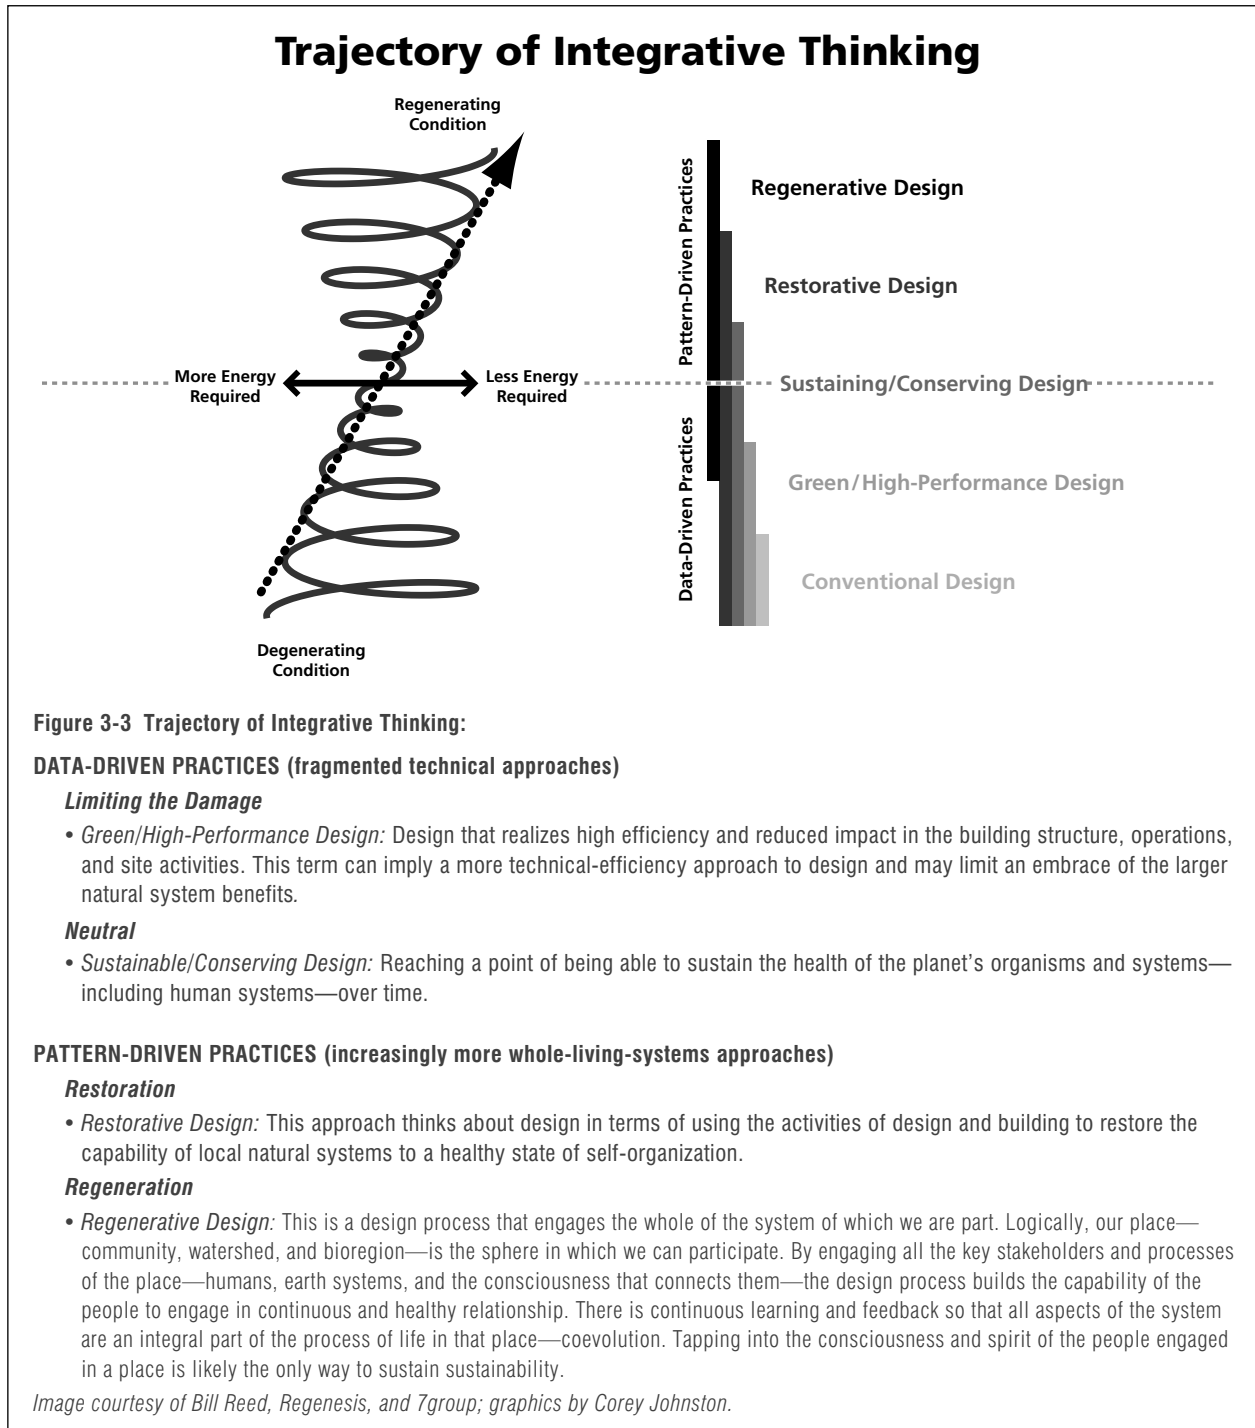 Trajectory of Integrative Thinking
Regenerating
Condition
More Energy
Required
Less Energy
Required
Degenerating
Condition
Pattern-Driven Practices
Data-Driven Practices
Regenerative Design
Restorative Design
Sustaining/Conserving Design
Green/High-Performance Design
Conventional Design
Figure 3-3 Trajectory of Integrative Thinking:
DATA-DRIVEN PRACTICES (fragmented technical approaches)
Limiting the Damage
• Green/High-Performance Design: Design that realizes high efficiency and reduced impact in the building structure, operations,
and site activities. This term can imply a more technical-efficiency approach to design and may limit an embrace of the larger
natural system benefits.
Neutral
• Sustainable/Conserving Design: Reaching a point of being able to sustain the health of the planet’s organisms and systems—
including human systems—over time.
PATTERN-DRIVEN PRACTICES (increasingly more whole-living-systems approaches)
Restoration
• Restorative Design: This approach thinks about design in terms of using the activities of design and building to restore the
capability of local natural systems to a healthy state of self-organization.
Regeneration
• Regenerative Design: This is a design process that engages the whole of the system of which we are part. Logically, our place—
community, watershed, and bioregion—is the sphere in which we can participate. By engaging all the key stakeholders and processes
of the place—humans, earth systems, and the consciousness that connects them—the design process builds the capability of the
people to engage in continuous and healthy relationship. There is continuous learning and feedback so that all aspects of the system
are an integral part of the process of life in that place—coevolution. Tapping into the consciousness and spirit of the people engaged
in a place is likely the only way to sustain sustainability.
Image courtesy of Bill Reed, Regenesis, and 7group; graphics by Corey Johnston.